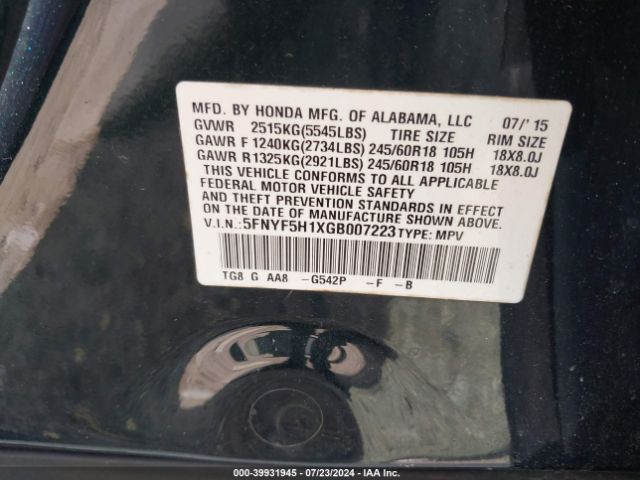 MFD. BY HONDA MFG. OF ALABAMA, LLC 07/'15
GVWR 2515KG(5545LBS) TIRE SIZE RIM SIZE
GAWR F 1240KG(2734LBS) 245/60R18 105H 18X8.0J
GAWR R1325KG(2921LBS) 245/60R18 105H 18X8.0J
THIS VEHICLE CONFORMS TO ALL APPLICABLE
FEDERAL MOTOR VEHICLE SAFETY
AND THEFT PREVENTION STANDARDS IN EFFECT
ON THE DATE OF MANUFACTURE SHOWN ABOVE.
V.I.N.: 5FNYF5H1XGB007223 TYPE: MPV
TG8 G AA8 -G542P -F -B
000-39931945 - 07/23/2024 - IAA Inc.